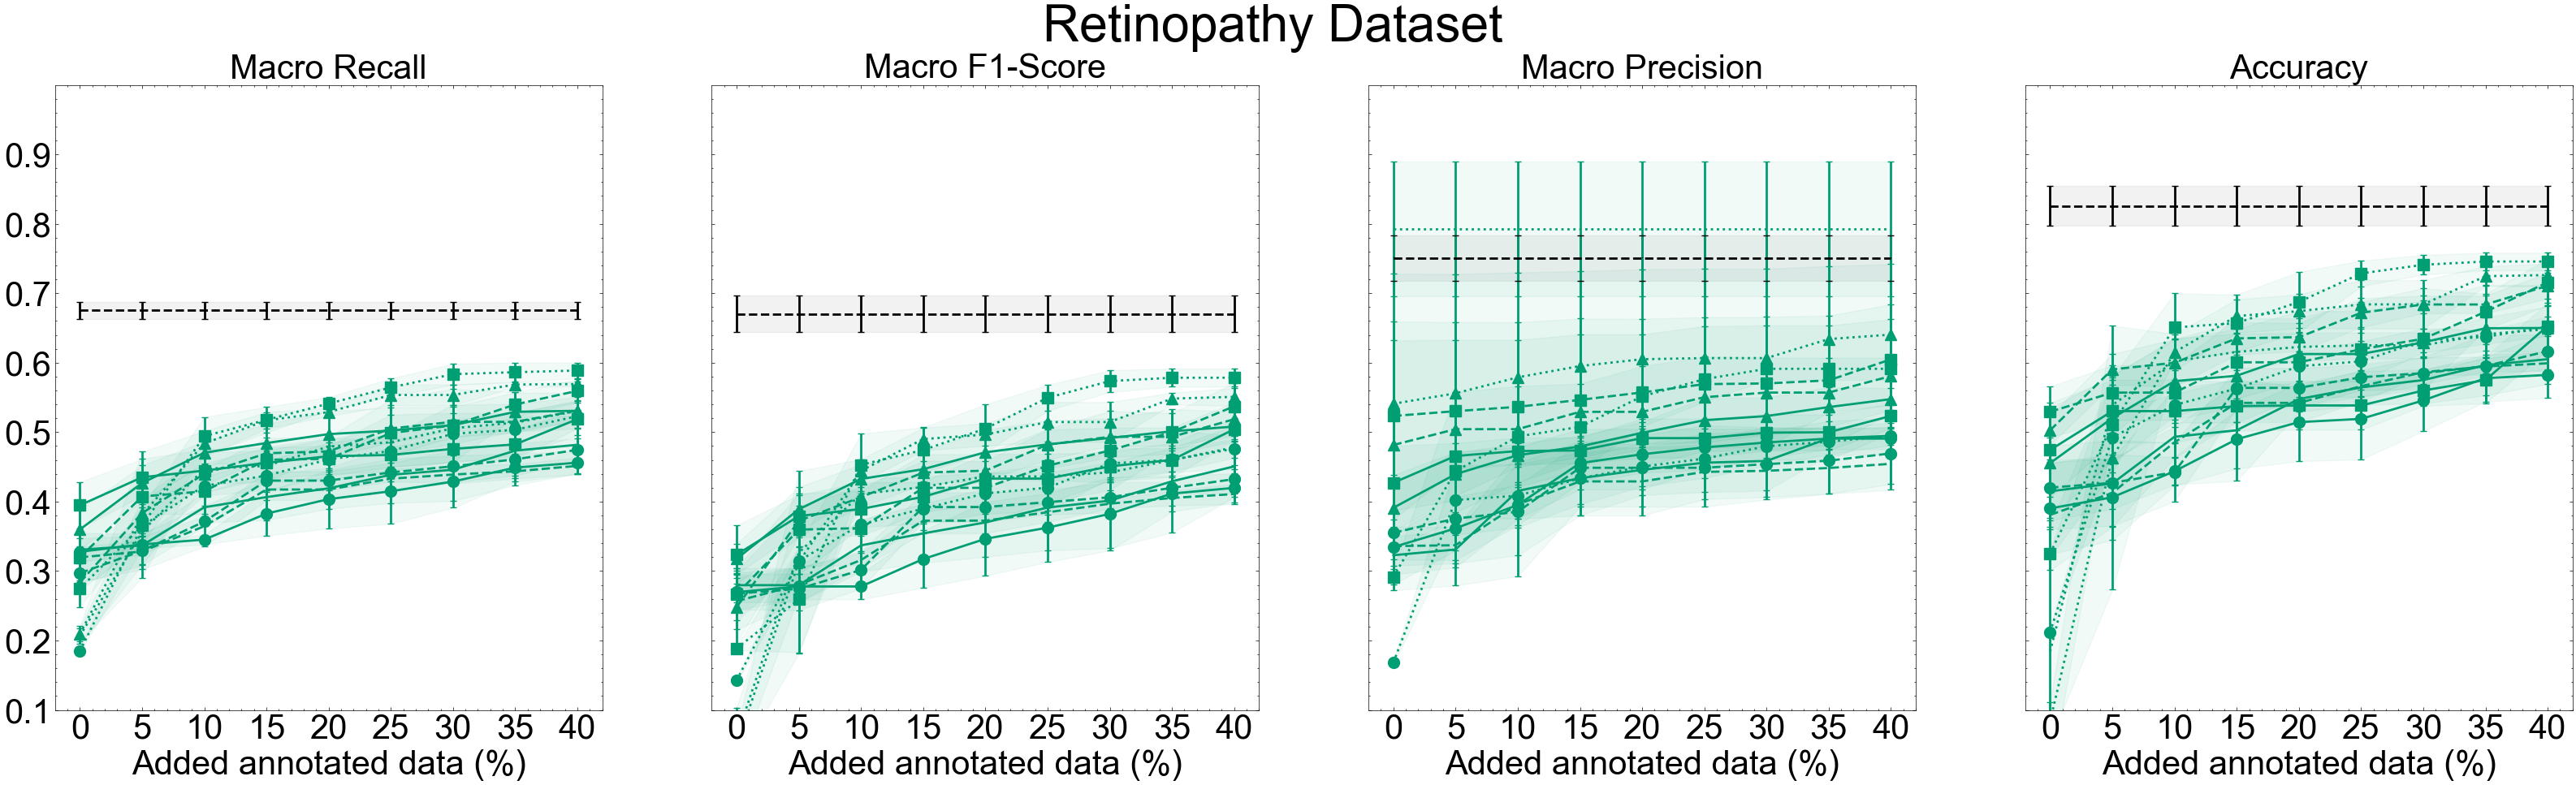 Retinopathy Dataset
Macro Recall
Macro F1-Score
Macro Precision
Accuracy
0.9
0.8
0.7
0.6
0.5
0.4
0.3
0.2
0.1
0 5 10 15 20 25 30 35 40
0 5 10 15 20 25 30 35 40
0 5 10 15 20 25 30 35 40
0 5 10 15 20 25 30 35 40
Added annotated data (%)
Added annotated data (%)
Added annotated data (%)
Added annotated data (%)